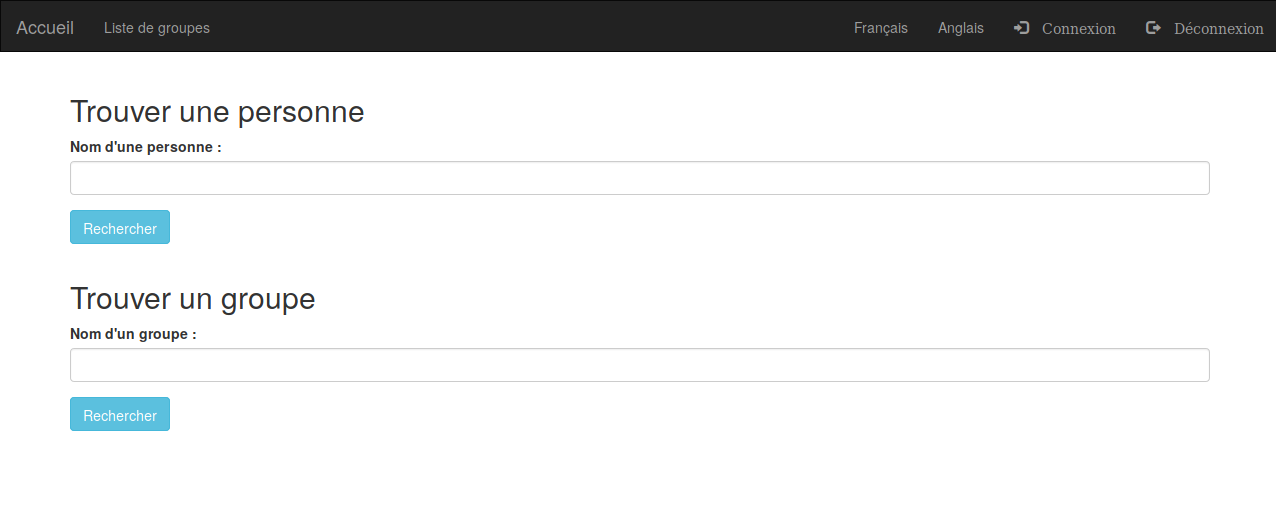 Accueil Liste de groupes Français Anglais Connexion Déconnexion
Trouver une personne
Nom d'une personne :
Rechercher
Trouver un groupe
Nom d'un groupe :
Rechercher